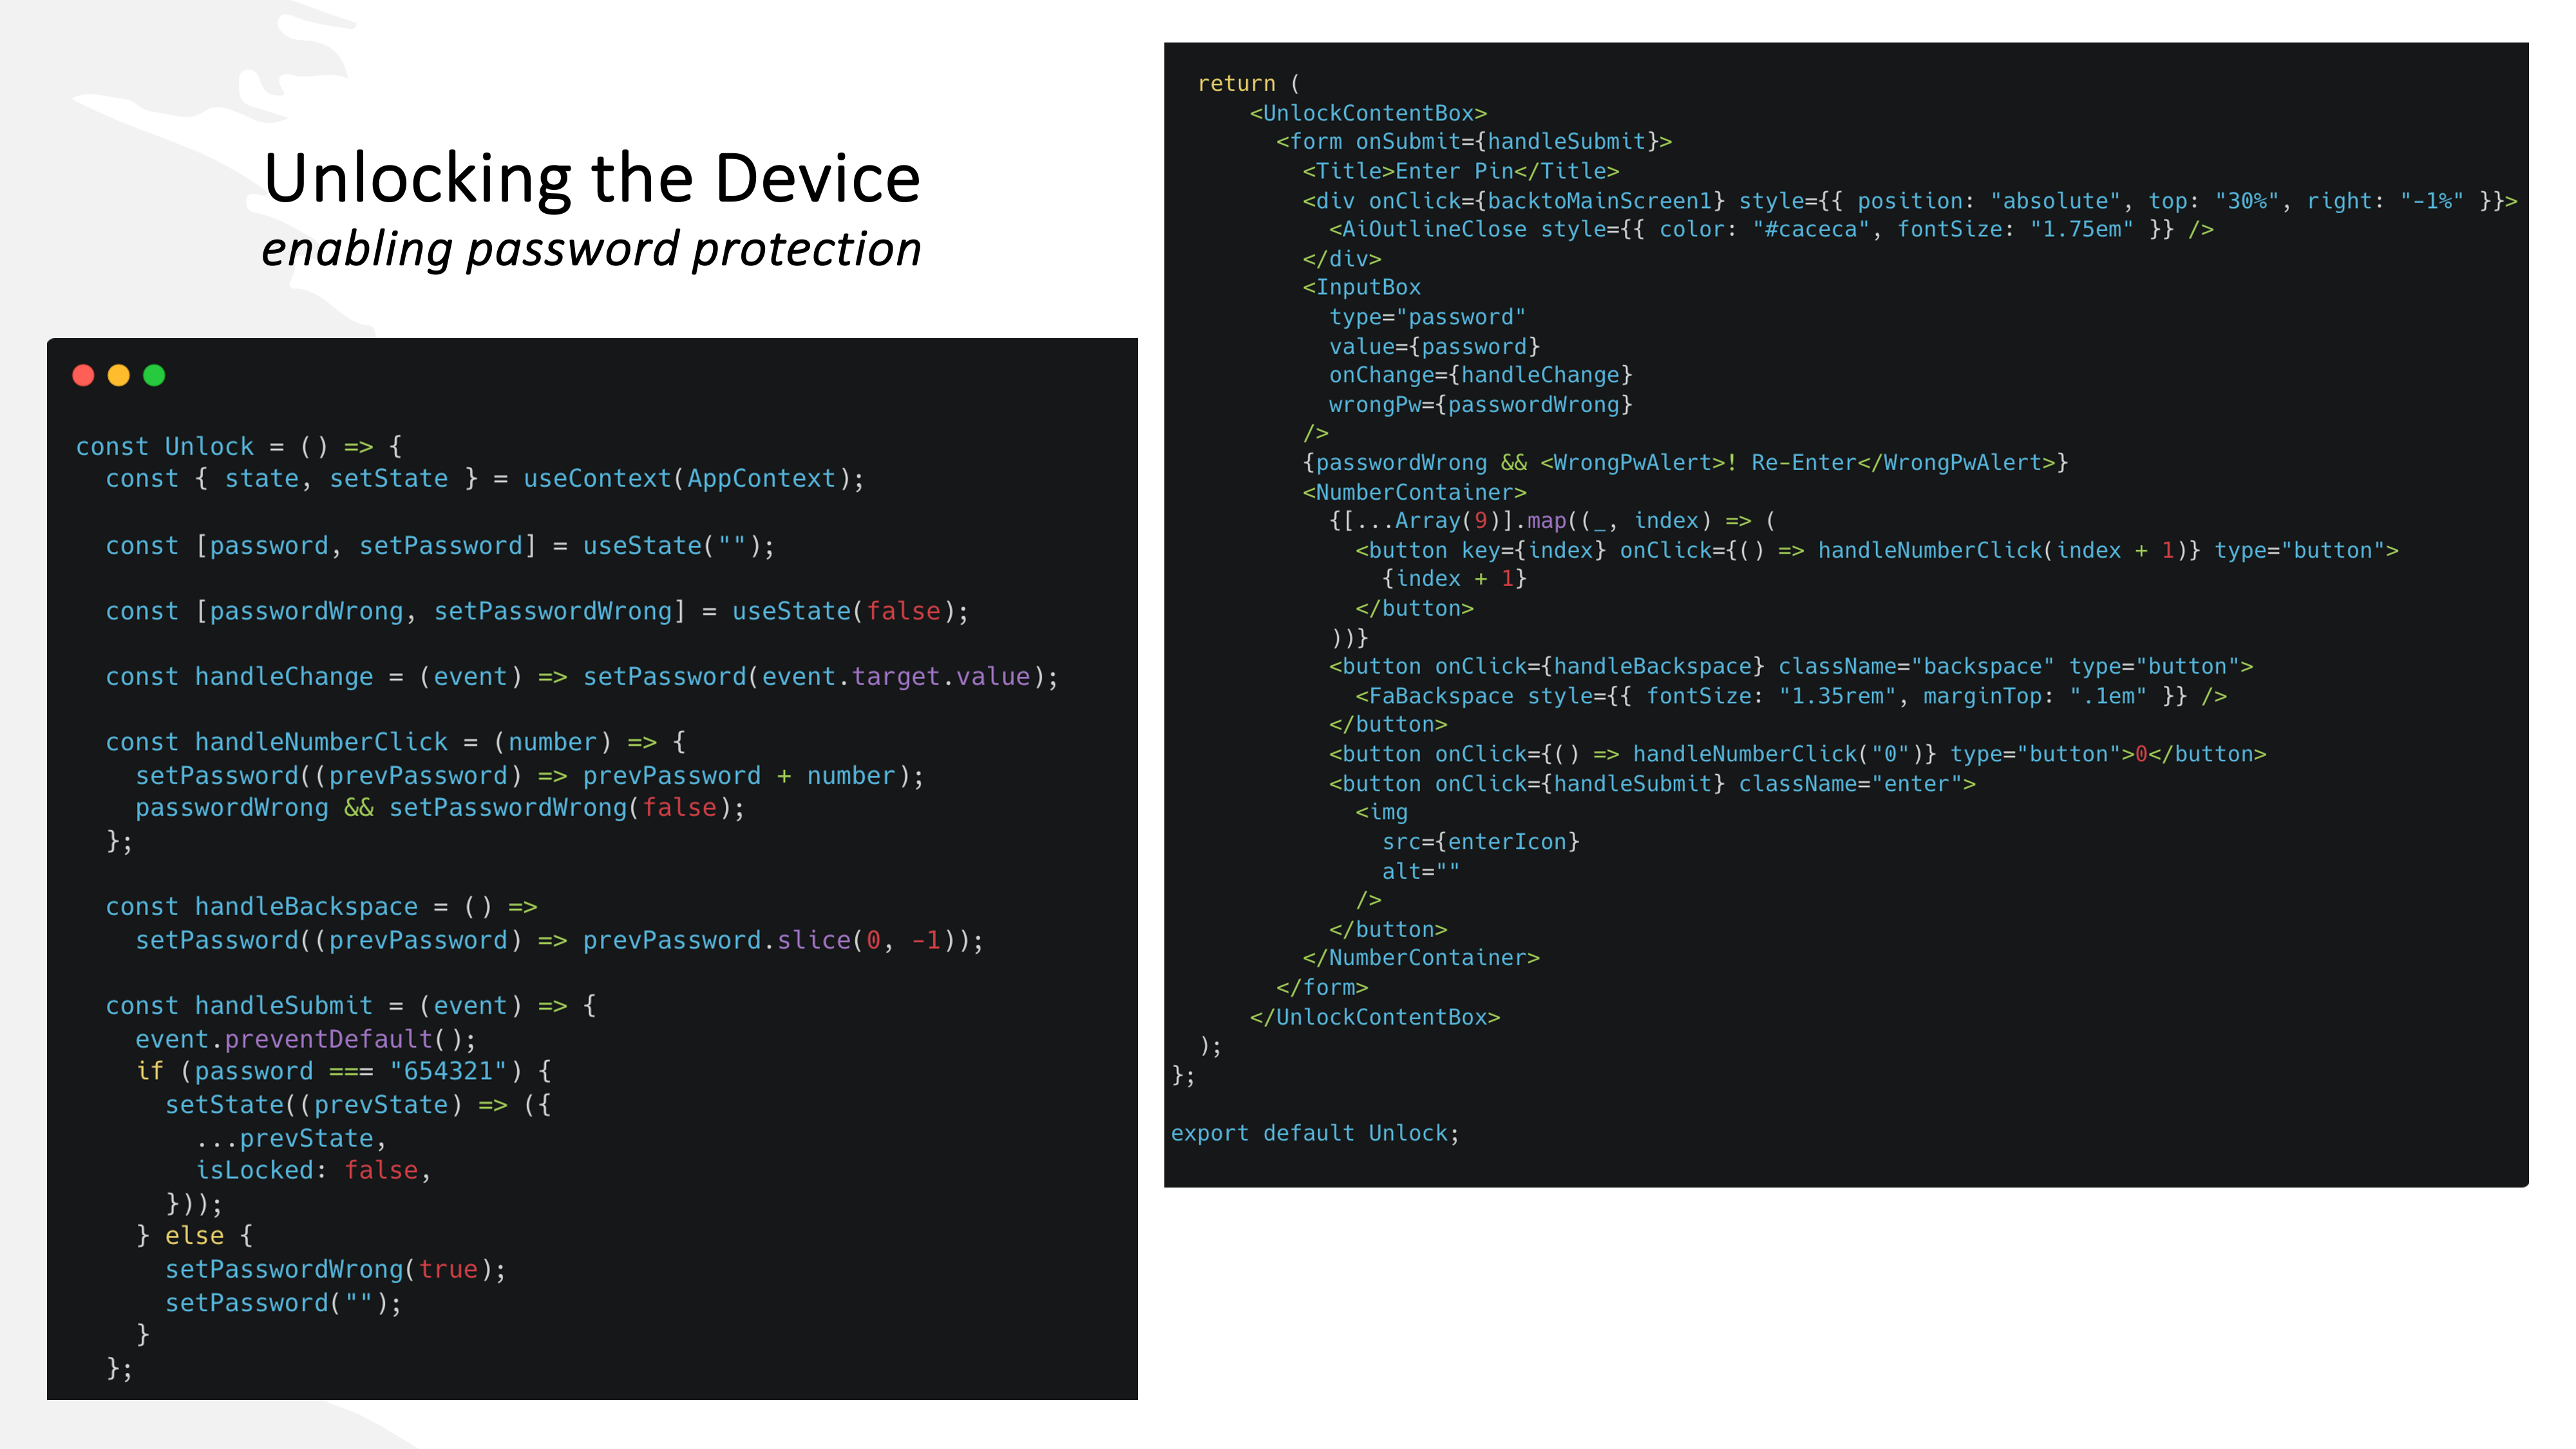 Unlocking the Device
enabling password protection
const Unlock = () => {
  const { state, setState } = useContext(AppContext);
  const [password, setPassword] = useState("");
  const [passwordWrong, setPasswordWrong] = useState(false);
  const handleChange = (event) => setPassword(event.target.value);
  const handleNumberClick = (number) => {
    setPassword((prevPassword) => prevPassword + number);
    passwordWrong && setPasswordWrong(false);
  };
  const handleBackspace = () =>
    setPassword((prevPassword) => prevPassword.slice(0, -1));
  const handleSubmit = (event) => {
    event.preventDefault();
    if (password === "654321") {
      setState((prevState) => ({
        ...prevState,
        isLocked: false,
      }));
    } else {
      setPasswordWrong(true);
      setPassword("");
    }
  };
  return (
      <UnlockContentBox>
        <form onSubmit={handleSubmit}>
          <Title>Enter Pin</Title>
          <div onClick={backtoMainScreen1} style={{ position: "absolute", top: "30%", right: "-1%" }}>
            <AiOutlineClose style={{ color: "#caceca", fontSize: "1.75em" }} />
          </div>
          <InputBox
            type="password"
            value={password}
            onChange={handleChange}
            wrongPw={passwordWrong}
          />
          {passwordWrong && <WrongPwAlert>! Re-Enter</WrongPwAlert>}
          <NumberContainer>
            {[...Array(9)].map((_, index) => (
              <button key={index} onClick={() => handleNumberClick(index + 1)} type="button">
                {index + 1}
              </button>
            ))}
            <button onClick={handleBackspace} className="backspace" type="button">
              <FaBackspace style={{ fontSize: "1.35rem", marginTop: ".1em" }} />
            </button>
            <button onClick={() => handleNumberClick("0")} type="button">0</button>
            <button onClick={handleSubmit} className="enter">
              <img
                src={enterIcon}
                alt=""
              />
            </button>
          </NumberContainer>
        </form>
      </UnlockContentBox>
  );
};
export default Unlock;